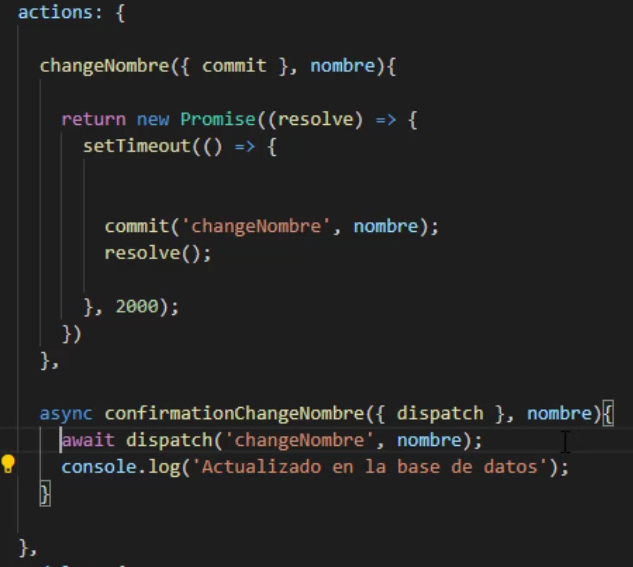 actions: {
changeNombre({ commit }, nombre){
return new Promise((resolve) => {
setTimeout(() => {
commit('changeNombre', nombre);
resolve();
}, 2000);
})
},
async confirmationChangeNombre({ dispatch }, nombre){
await dispatch('changeNombre', nombre);
console.log('Actualizado en la base de datos');
}
},